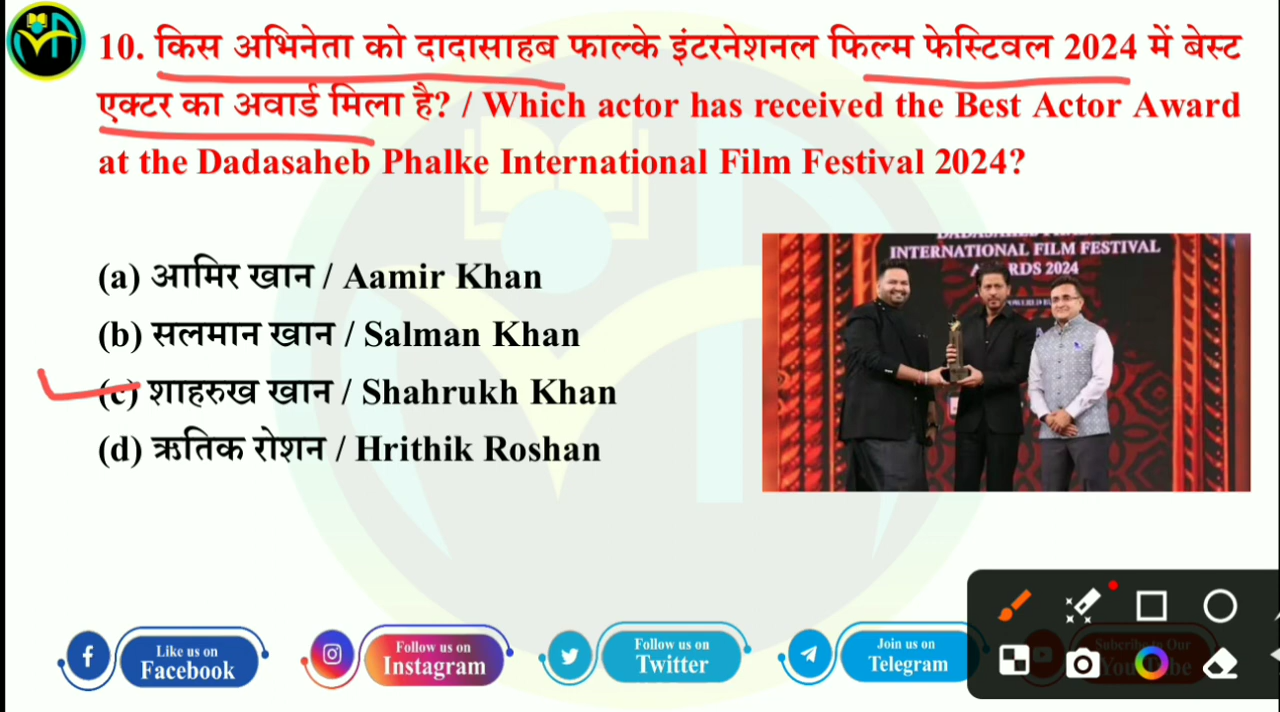 10. किस अभिनेता को दादासाहब फाल्के इंटरनेशनल फिल्म फेस्टिवल 2024 में बेस्ट
एक्टर का अवार्ड मिला है? / Which actor has received the Best Actor Award
at the Dadasaheb Phalke International Film Festival 2024?
(a) आमिर खान / Aamir Khan
(b) सलमान खान / Salman Khan
(c) शाहरुख खान / Shahrukh Khan
(d) ऋतिक रोशन / Hrithik Roshan
INTERNATIONAL FILM FESTIVAL
2024
Like us on
Facebook
Follow us on
Instagram
Follow us on
Twitter
Join us on
Telegram